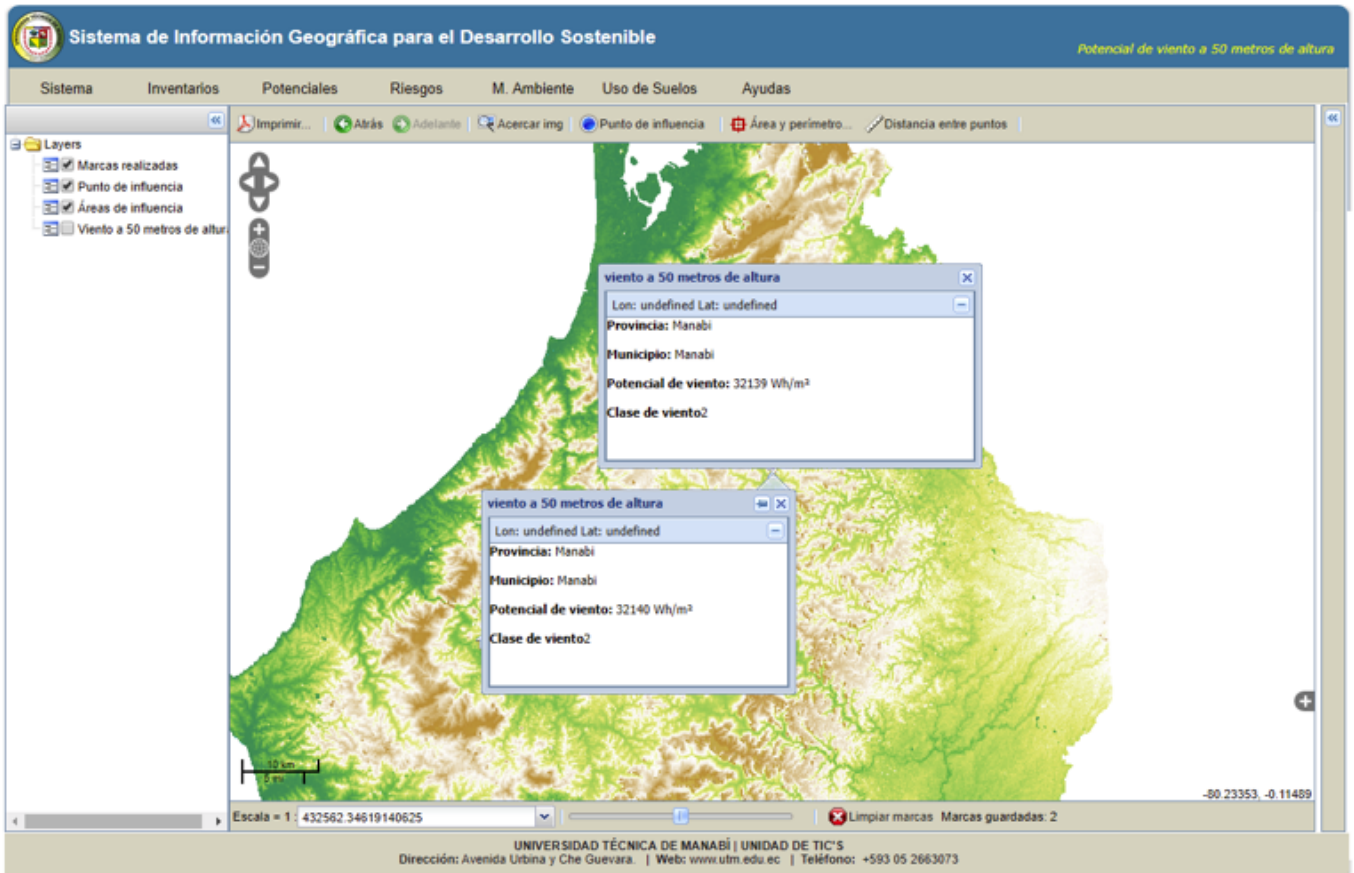 Sistema de Información Geográfica para el Desarrollo Sostenible
Potencial de viento a 50 metros de altura
Sistema Inventarios Potenciales Riesgos M. Ambiente Uso de Suelos Ayudas
Imprimir... Atrás Adelante Acercar img Punto de influencia Área y perímetro... Distancia entre puntos
Layers
Marcas realizadas
Punto de influencia
Áreas de influencia
Viento a 50 metros de altur
viento a 50 metros de altura
Lon: undefined Lat: undefined
Provincia: Manabi
Municipio: Manabi
Potencial de viento: 32139 Wh/m²
Clase de viento2
viento a 50 metros de altura
Lon: undefined Lat: undefined
Provincia: Manabi
Municipio: Manabi
Potencial de viento: 32140 Wh/m²
Clase de viento2
10 km
5 mi
-80.23353, -0.11489
Escala = 1 : 432562.34619140625 Limpiar marcas Marcas guardadas: 2
UNIVERSIDAD TÉCNICA DE MANABÍ | UNIDAD DE TIC'S
Dirección: Avenida Urbina y Che Guevara. | Web: www.utm.edu.ec | Teléfono: +593 05 2663073